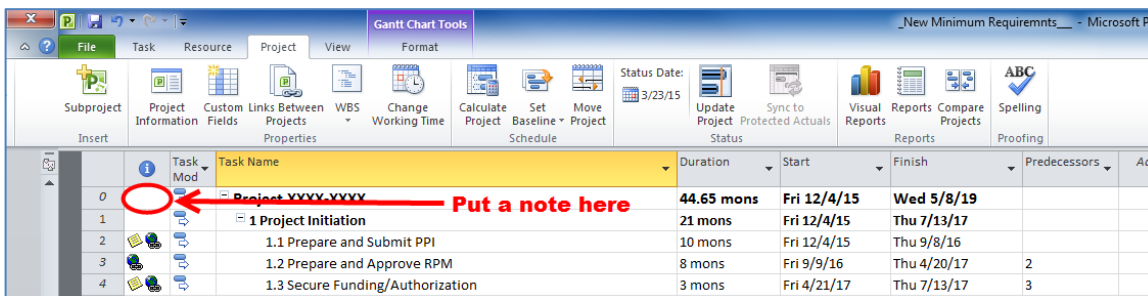 Gantt Chart Tools _New Minimum Requiremnts__ - Microsoft P
File Task Resource Project View Format
Status Date:
3/23/15
Subproject Project Information Custom Fields Links Between Projects WBS Change Working Time Calculate Project Set Baseline Move Project Update Project Sync to Protected Actuals Visual Reports Reports Compare Projects ABC Spelling
Insert Properties Schedule Status Reports Proofing
Task Mod Task Name Duration Start Finish Predecessors Ad
0 Project XXXX-XXXX 44.65 mons Fri 12/4/15 Wed 5/8/19
Put a note here
1 1 Project Initiation 21 mons Fri 12/4/15 Thu 7/13/17
2 1.1 Prepare and Submit PPI 10 mons Fri 12/4/15 Thu 9/8/16
3 1.2 Prepare and Approve RPM 8 mons Fri 9/9/16 Thu 4/20/17 2
4 1.3 Secure Funding/Authorization 3 mons Fri 4/21/17 Thu 7/13/17 3